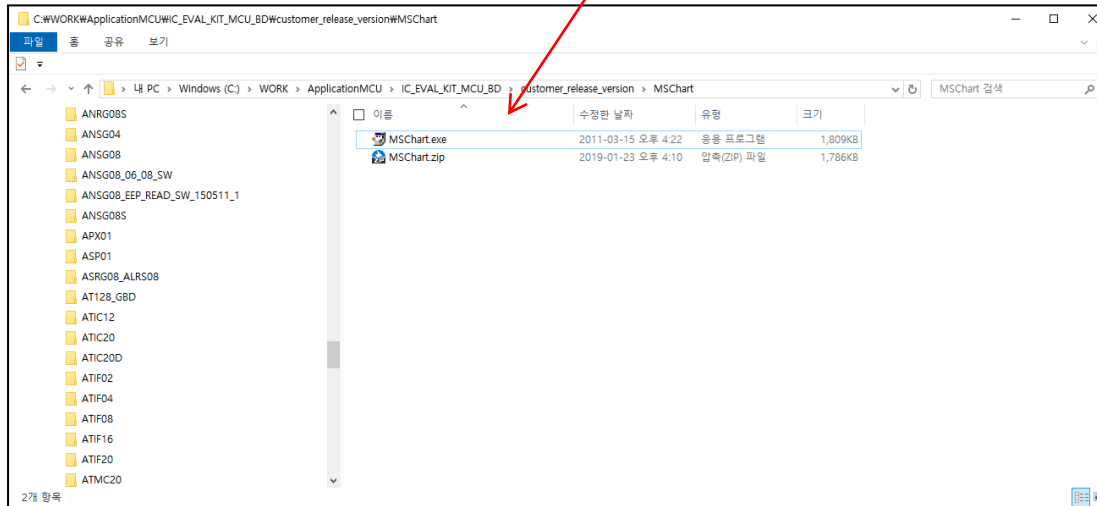 C:₩WORK₩ApplicationMCU₩IC_EVAL_KIT_MCU_BD₩customer_release_version₩MSChart
파일 홈 공유 보기
내 PC > Windows (C:) > WORK > ApplicationMCU > IC_EVAL_KIT_MCU_BD > customer_release_version > MSChart
MSChart 검색
이름 수정한 날짜 유형 크기
MSChart.exe 2011-03-15 오후 4:22 응용 프로그램 1,809KB
MSChart.zip 2019-01-23 오후 4:10 압축(ZIP) 파일 1,786KB
ANRG08S
ANSG04
ANSG08
ANSG08_06_08_SW
ANSG08_EEP_READ_SW_150511_1
ANSG08S
APX01
ASP01
ASRG08_ALRS08
AT128_GBD
ATIC12
ATIC20
ATIC20D
ATIF02
ATIF04
ATIF08
ATIF16
ATIF20
ATMC20
2개 항목